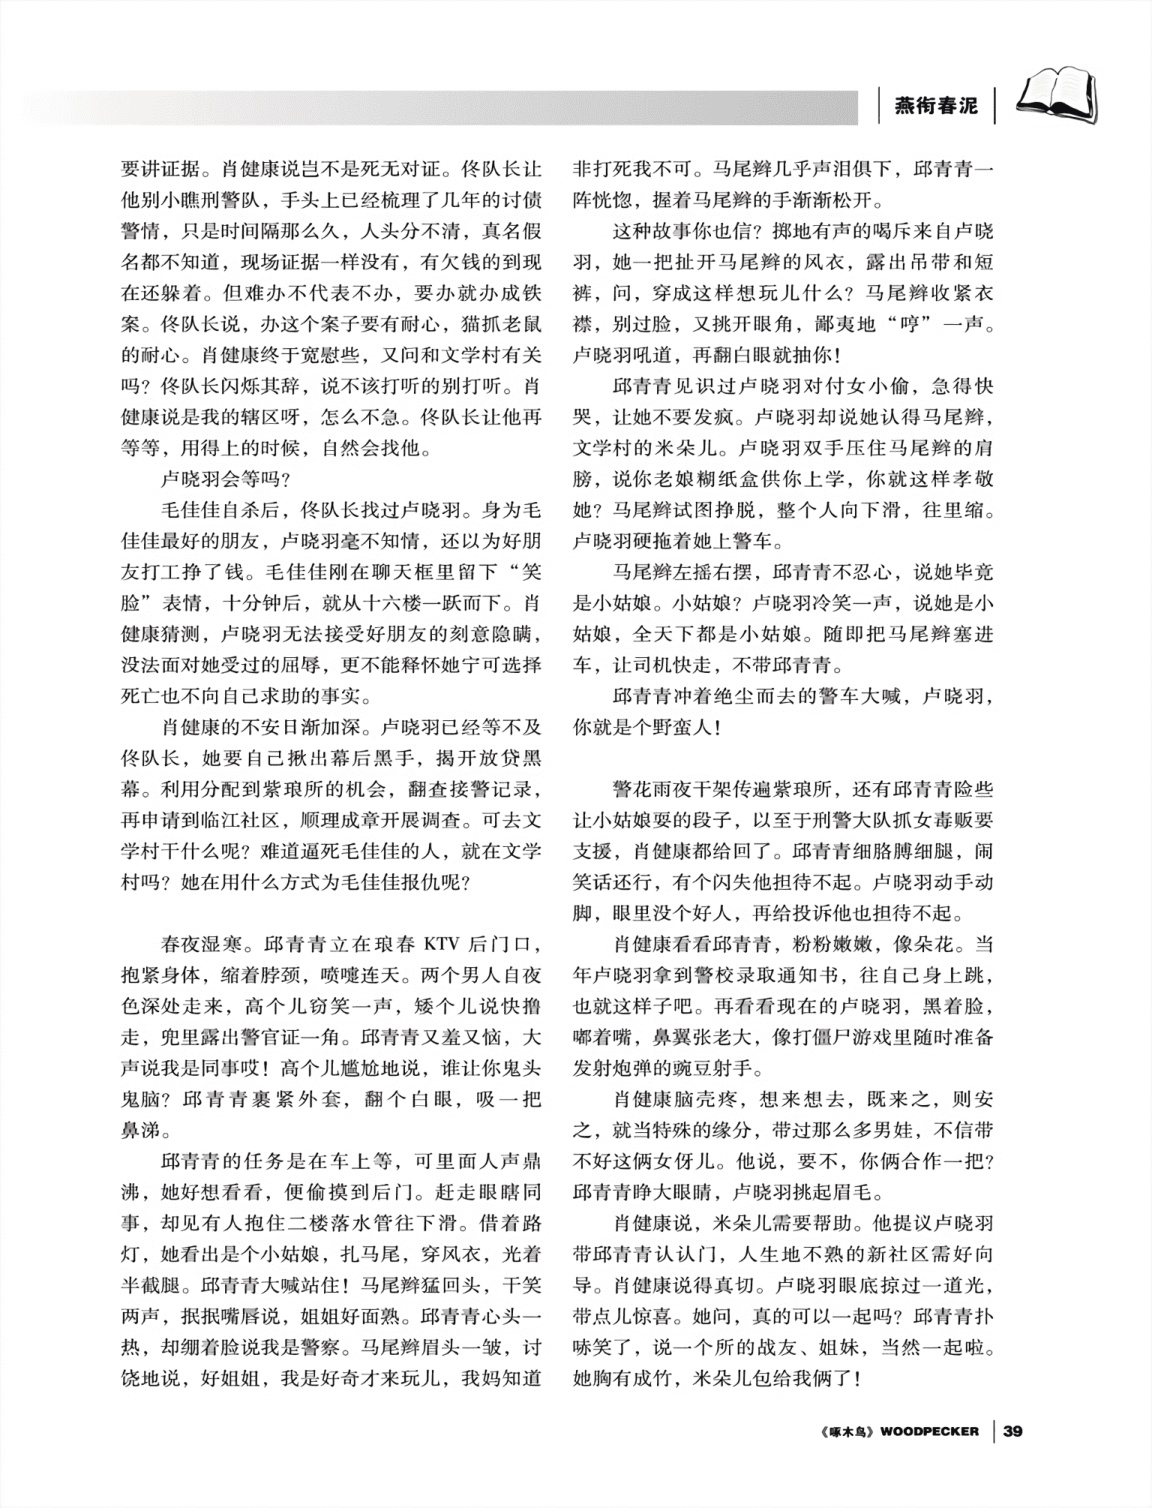 燕衔春泥
要讲证据。肖健康说岂不是死无对证。佟队长让
他别小瞧刑警队，手头上已经梳理了几年的讨债
警情，只是时间隔那么久，人头分不清，真名假
名都不知道，现场证据一样没有，有欠钱的到现
在还躲着。但难办不代表不办，要办就办成铁
案。佟队长说，办这个案子要有耐心，猫抓老鼠
的耐心。肖健康终于宽慰些，又问和文学村有关
吗？佟队长闪烁其辞，说不该打听的别打听。肖
健康说是我的辖区呀，怎么不急。佟队长让他再
等等，用得上的时候，自然会找他。
卢晓羽会等吗？
毛佳佳自杀后，佟队长找过卢晓羽。身为毛
佳佳最好的朋友，卢晓羽毫不知情，还以为好朋
友打工挣了钱。毛佳佳刚在聊天框里留下“笑
脸”表情，十分钟后，就从十六楼一跃而下。肖
健康猜测，卢晓羽无法接受好朋友的刻意隐瞒，
没法面对她受过的屈辱，更不能释怀她宁可选择
死亡也不向自己求助的事实。
肖健康的不安日渐加深。卢晓羽已经等不及
佟队长，她要自己揪出幕后黑手，揭开放贷黑
幕。利用分配到紫琅所的机会，翻查接警记录，
再申请到临江社区，顺理成章开展调查。可去文
学村干什么呢？难道逼死毛佳佳的人，就在文学
村吗？她在用什么方式为毛佳佳报仇呢？
春夜湿寒。邱青青立在琅春 KTV 后门口，
抱紧身体，缩着脖颈，喷嚏连天。两个男人自夜
色深处走来，高个儿窃笑一声，矮个儿说快撸
走，兜里露出警官证一角。邱青青又羞又恼，大
声说我是同事哎！高个儿尴尬地说，谁让你鬼头
鬼脑？邱青青裹紧外套，翻个白眼，吸一把
鼻涕。
邱青青的任务是在车上等，可里面人声鼎
沸，她好想看看，便偷摸到后门。赶走眼瞎同
事，却见有人抱住二楼落水管往下滑。借着路
灯，她看出是个小姑娘，扎马尾，穿风衣，光着
半截腿。邱青青大喊站住！马尾辫猛回头，干笑
两声，抿抿嘴唇说，姐姐好面熟。邱青青心头一
热，却绷着脸说我是警察。马尾辫眉头一皱，讨
饶地说，好姐姐，我是好奇才来玩儿，我妈知道
非打死我不可。马尾辫几乎声泪俱下，邱青青一
阵恍惚，握着马尾辫的手渐渐松开。
这种故事你也信？掷地有声的喝斥来自卢晓
羽，她一把扯开马尾辫的风衣，露出吊带和短
裤，问，穿成这样想玩儿什么？马尾辫收紧衣
襟，别过脸，又挑开眼角，鄙夷地“哼”一声。
卢晓羽吼道，再翻白眼就抽你！
邱青青见识过卢晓羽对付女小偷，急得快
哭，让她不要发疯。卢晓羽却说她认得马尾辫，
文学村的米朵儿。卢晓羽双手压住马尾辫的肩
膀，说你老娘糊纸盒供你上学，你就这样孝敬
她？马尾辫试图挣脱，整个人向下滑，往里缩。
卢晓羽硬拖着她上警车。
马尾辫左摇右摆，邱青青不忍心，说她毕竟
是小姑娘。小姑娘？卢晓羽冷笑一声，说她是小
姑娘，全天下都是小姑娘。随即把马尾辫塞进
车，让司机快走，不带邱青青。
邱青青冲着绝尘而去的警车大喊，卢晓羽，
你就是个野蛮人！
警花雨夜干架传遍紫琅所，还有邱青青险些
让小姑娘耍的段子，以至于刑警大队抓女毒贩要
支援，肖健康都给回了。邱青青细胳膊细腿，闹
笑话还行，有个闪失他担待不起。卢晓羽动手动
脚，眼里没个好人，再给投诉他也担待不起。
肖健康看看邱青青，粉粉嫩嫩，像朵花。当
年卢晓羽拿到警校录取通知书，往自己身上跳，
也就这样子吧。再看看现在的卢晓羽，黑着脸，
嘟着嘴，鼻翼张老大，像打僵尸游戏里随时准备
发射炮弹的豌豆射手。
肖健康脑壳疼，想来想去，既来之，则安
之，就当特殊的缘分，带过那么多男娃，不信带
不好这俩女伢儿。他说，要不，你俩合作一把？
邱青青睁大眼睛，卢晓羽挑起眉毛。
肖健康说，米朵儿需要帮助。他提议卢晓羽
带邱青青认认门，人生地不熟的新社区需好向
导。肖健康说得真切。卢晓羽眼底掠过一道光，
带点儿惊喜。她问，真的可以一起吗？邱青青扑
哧笑了，说一个所的战友、姐妹，当然一起啦。
她胸有成竹，米朵儿包给我俩了！
《啄木鸟》WOODPECKER 39